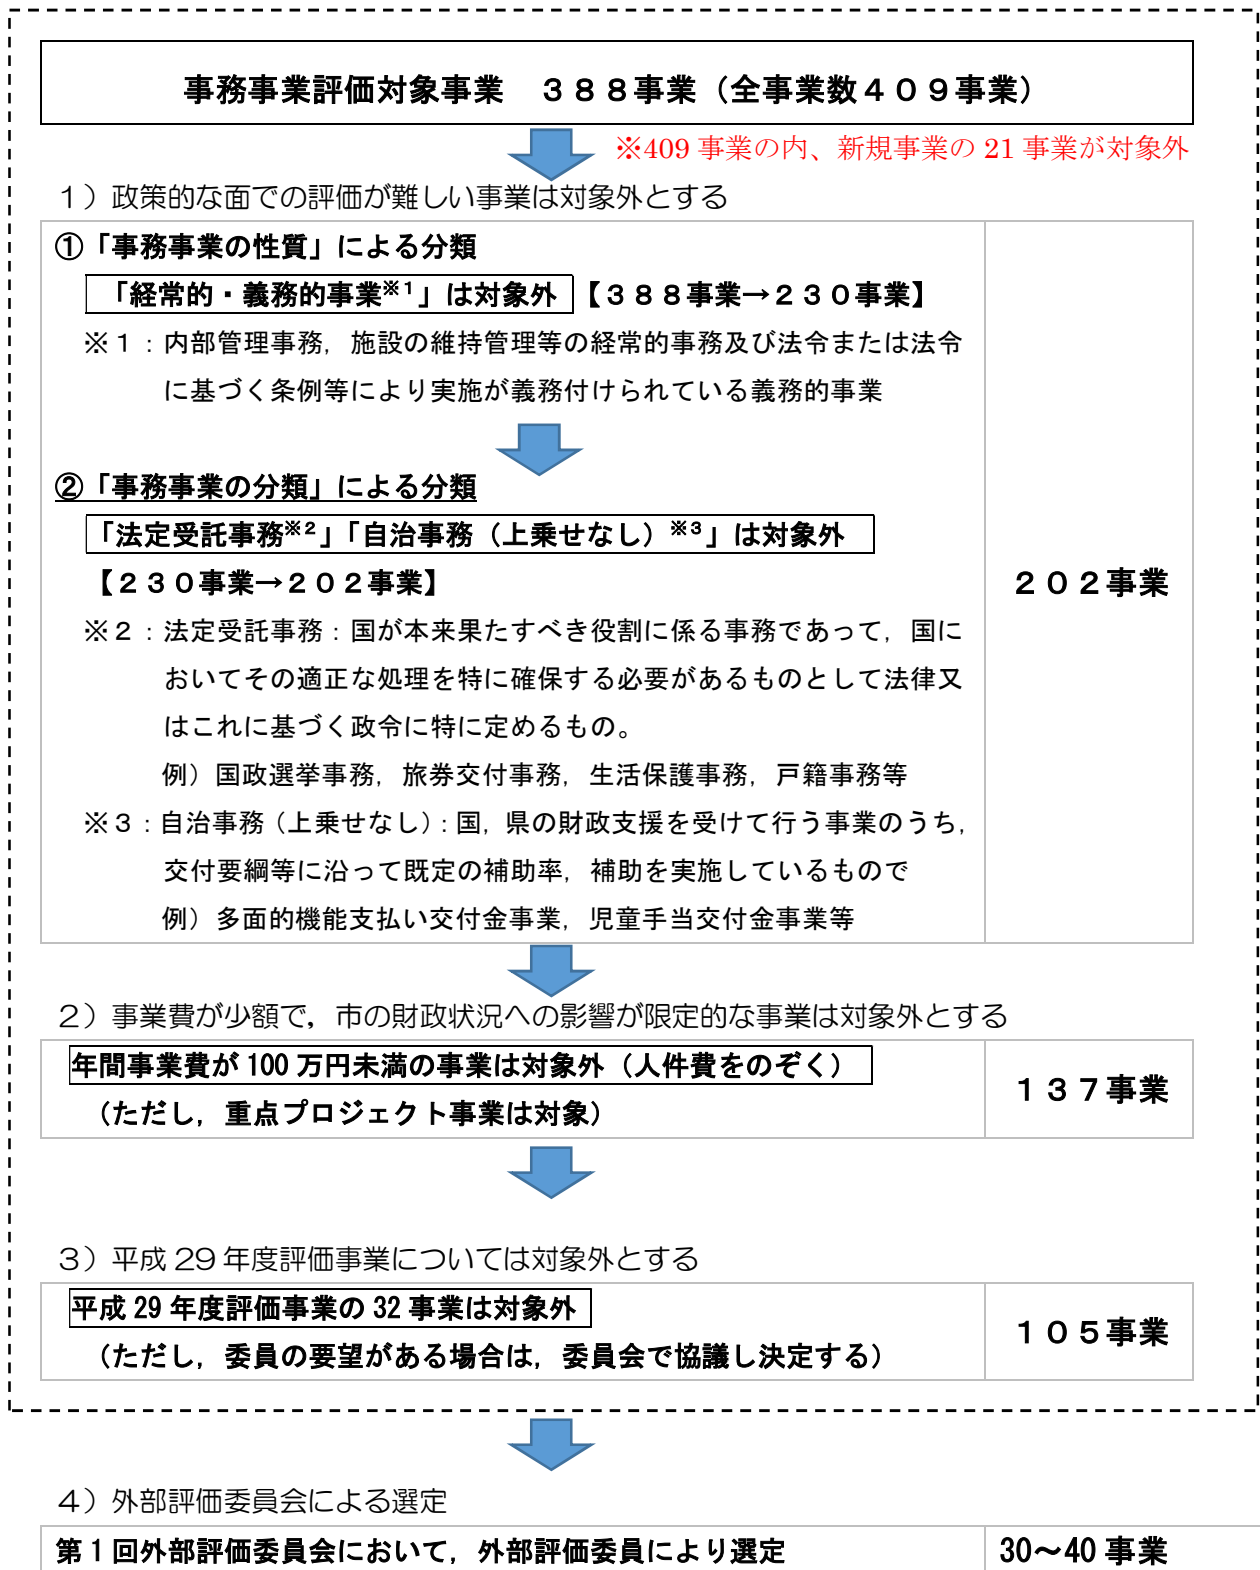 事務事業評価対象事業　３８８事業（全事業数４０９事業）
※409 事業の内、新規事業の 21 事業が対象外
１）政策的な面での評価が難しい事業は対象外とする
①「事務事業の性質」による分類
「経常的・義務的事業※1」は対象外【３８８事業→２３０事業】
※１：内部管理事務，施設の維持管理等の経常的事務及び法令または法令
に基づく条例等により実施が義務付けられている義務的事業
②「事務事業の分類」による分類
「法定受託事務※2」「自治事務（上乗せなし）※3」は対象外
【２３０事業→２０２事業】
２０２事業
※２：法定受託事務：国が本来果たすべき役割に係る事務であって，国に
おいてその適正な処理を特に確保する必要があるものとして法律又
はこれに基づく政令に特に定めるもの。
例）国政選挙事務，旅券交付事務，生活保護事務，戸籍事務等
※３：自治事務（上乗せなし）：国，県の財政支援を受けて行う事業のうち，
交付要綱等に沿って既定の補助率，補助を実施しているもので
例）多面的機能支払い交付金事業，児童手当交付金事業等
２）事業費が少額で，市の財政状況への影響が限定的な事業は対象外とする
年間事業費が 100 万円未満の事業は対象外（人件費をのぞく）
（ただし，重点プロジェクト事業は対象）
１３７事業
３）平成 29 年度評価事業については対象外とする
平成 29 年度評価事業の 32 事業は対象外
（ただし，委員の要望がある場合は，委員会で協議し決定する）
１０５事業
４）外部評価委員会による選定
第 1 回外部評価委員会において，外部評価委員により選定
30～40 事業